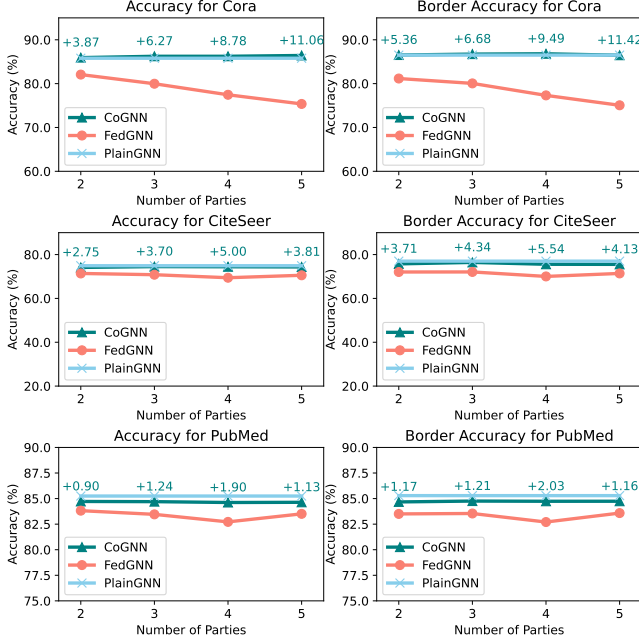 Accuracy for Cora
+3.87 +6.27 +8.78 +11.06
90.0
80.0
70.0
60.0
Accuracy (%)
CoGNN
FedGNN
PlainGNN
2 3 4 5
Number of Parties
Border Accuracy for Cora
+5.36 +6.68 +9.49 +11.42
90.0
80.0
70.0
60.0
Accuracy (%)
CoGNN
FedGNN
PlainGNN
2 3 4 5
Number of Parties
Accuracy for CiteSeer
+2.75 +3.70 +5.00 +3.81
80.0
60.0
40.0
20.0
Accuracy (%)
CoGNN
FedGNN
PlainGNN
2 3 4 5
Number of Parties
Border Accuracy for CiteSeer
+3.71 +4.34 +5.54 +4.13
80.0
60.0
40.0
20.0
Accuracy (%)
CoGNN
FedGNN
PlainGNN
2 3 4 5
Number of Parties
Accuracy for PubMed
+0.90 +1.24 +1.90 +1.13
90.0
87.5
85.0
82.5
80.0
77.5
75.0
Accuracy (%)
CoGNN
FedGNN
PlainGNN
2 3 4 5
Number of Parties
Border Accuracy for PubMed
+1.17 +1.21 +2.03 +1.16
90.0
87.5
85.0
82.5
80.0
77.5
75.0
Accuracy (%)
CoGNN
FedGNN
PlainGNN
2 3 4 5
Number of Parties